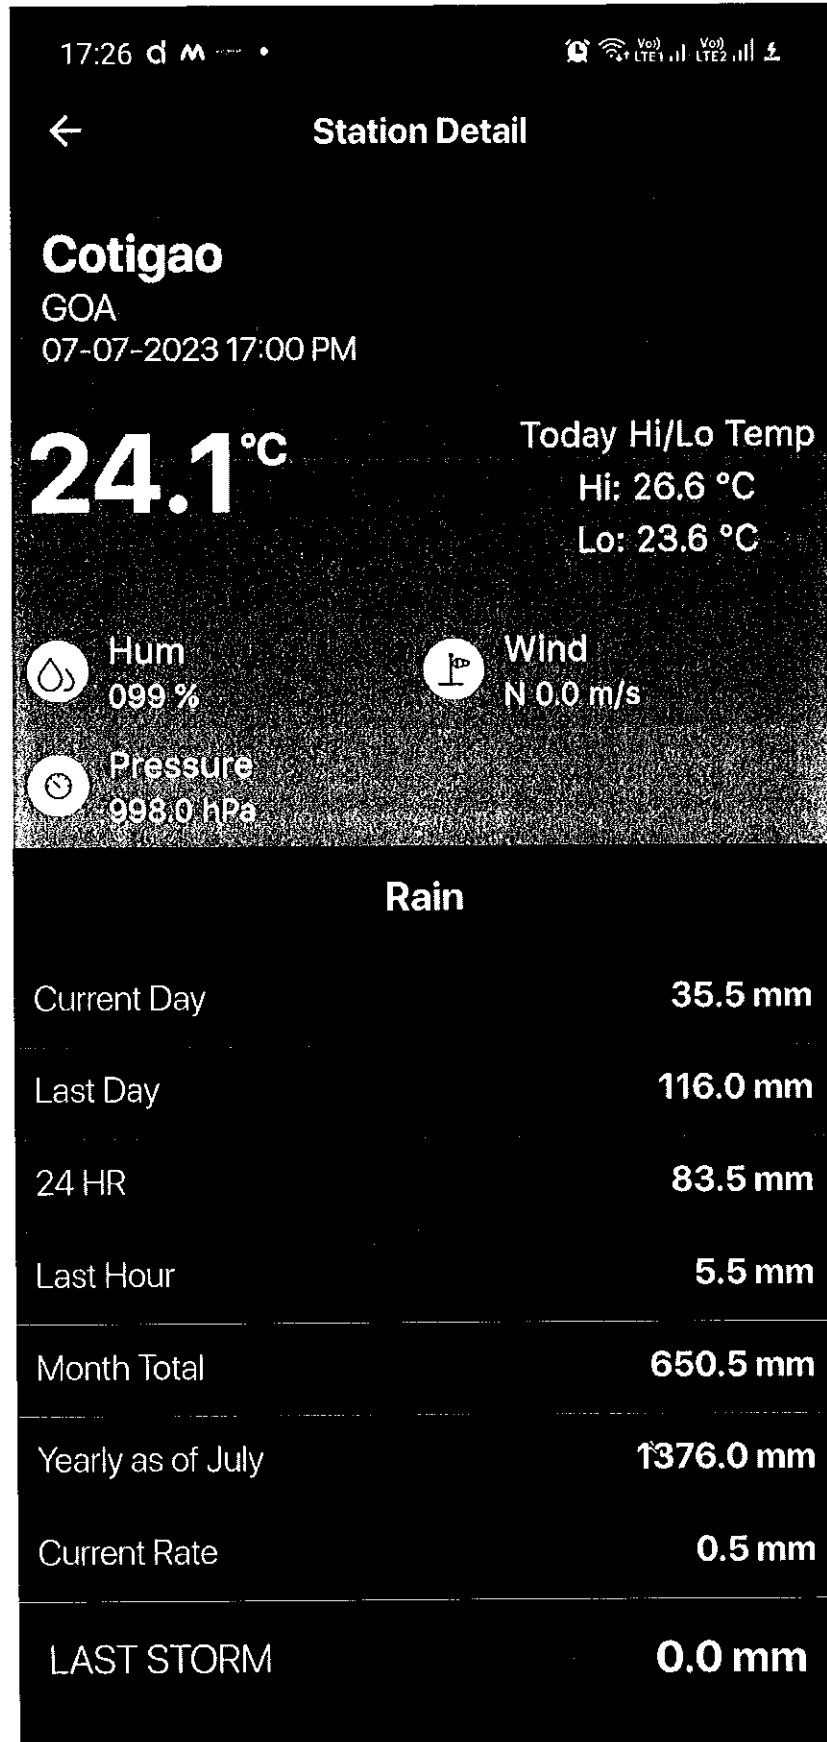 17:26
Vo)) LTE1 Vo)) LTE2
Station Detail
Cotigao
GOA
07-07-2023 17:00 PM
24.1°C
Today Hi/Lo Temp
Hi: 26.6 °C
Lo: 23.6 °C
Hum
099 %
Wind
N 0.0 m/s
Pressure
998.0 hPa
Rain
Current Day 35.5 mm
Last Day 116.0 mm
24 HR 83.5 mm
Last Hour 5.5 mm
Month Total 650.5 mm
Yearly as of July 1376.0 mm
Current Rate 0.5 mm
LAST STORM 0.0 mm